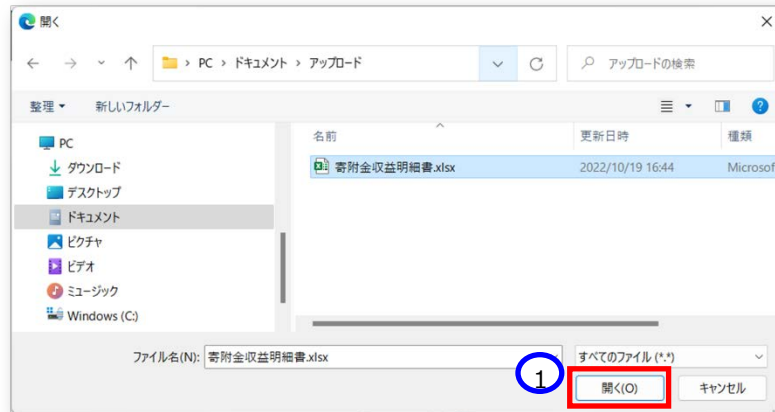 開く
PC › ドキュメント › アップロード
アップロードの検索
整理 新しいフォルダー
名前 更新日時 種類
PC
ダウンロード
デスクトップ
ドキュメント
ピクチャ
ビデオ
ミュージック
Windows (C:)
寄附金収益明細書.xlsx 2022/10/19 16:44 Microsof
ファイル名(N): 寄附金収益明細書.xlsx すべてのファイル (*.*)
1 開く(O) キャンセル